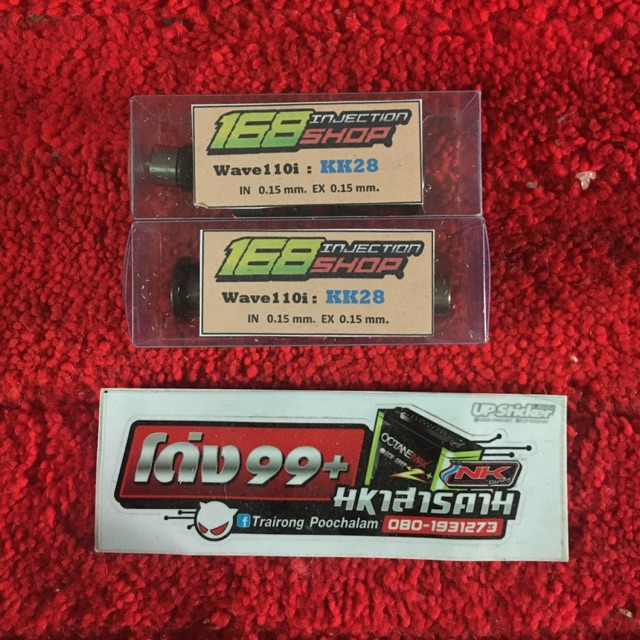 168 INJECTION SHOP
Wave110i : KK28
IN 0.15 mm. EX 0.15 mm.
168 INJECTION SHOP
Wave110i : KK28
IN 0.15 mm. EX 0.15 mm.
UP Sticker
โด่ง99+
OCTANE
NK
มหาสารคาม
Trairong Poochalam
080-1931273